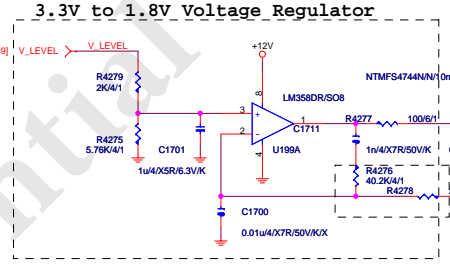 3.3V to 1.8V Voltage Regulator
9] V_LEVEL
V_LEVEL
+12V
R4279
2K/4/1
NTMFS4744N/N/10m
LM358DR/SO8
8
3
+
1
C1711
R4277
100/6/1
2
-
U199A
4
R4275
5.76K/4/1
C1701
1u/4/X5R/6.3V/K
1n/4/X7R/50V/K
R4276
40.2K/4/1
R4278
C1700
0.01u/4/X7R/50V/K/X
ntial